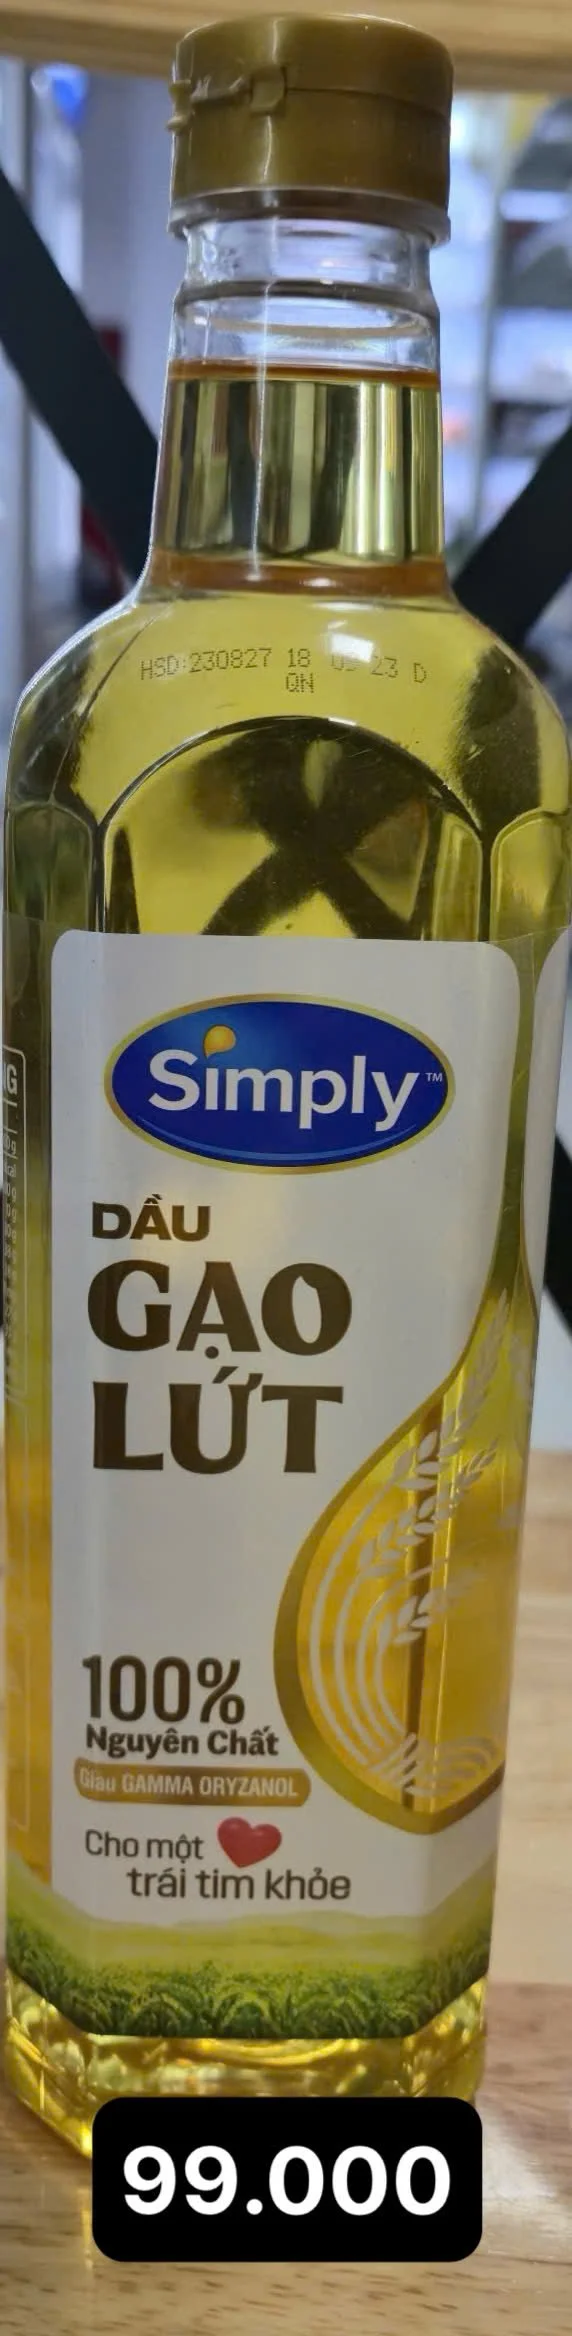 HSD:230827 18 23 D
QN
Simply™
DẦU
GẠO
LỨT
100%
Nguyên Chất
Giàu GAMMA ORYZANOL
Cho một
trái tim khỏe
99.000